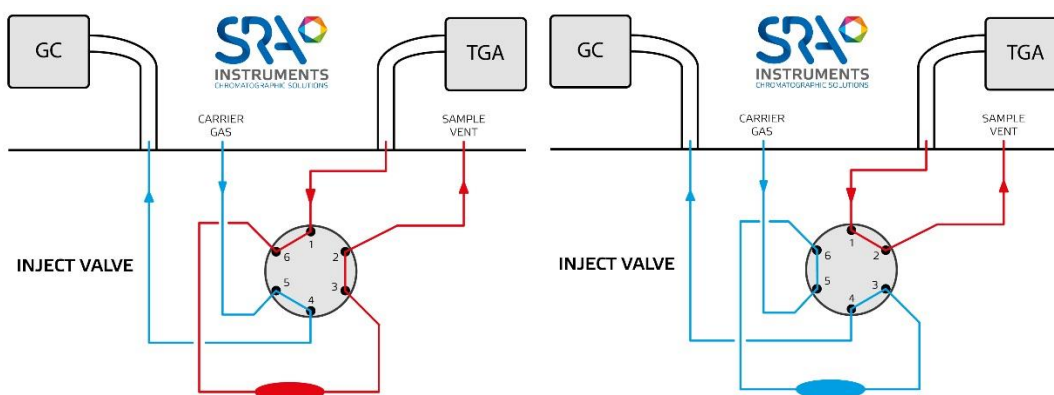 GC
SRA
INSTRUMENTS
CHROMATOGRAPHIC SOLUTIONS
TGA
CARRIER
GAS
SAMPLE
VENT
INJECT VALVE
1
2
3
4
5
6
GC
SRA
INSTRUMENTS
CHROMATOGRAPHIC SOLUTIONS
TGA
CARRIER
GAS
SAMPLE
VENT
INJECT VALVE
1
2
3
4
5
6